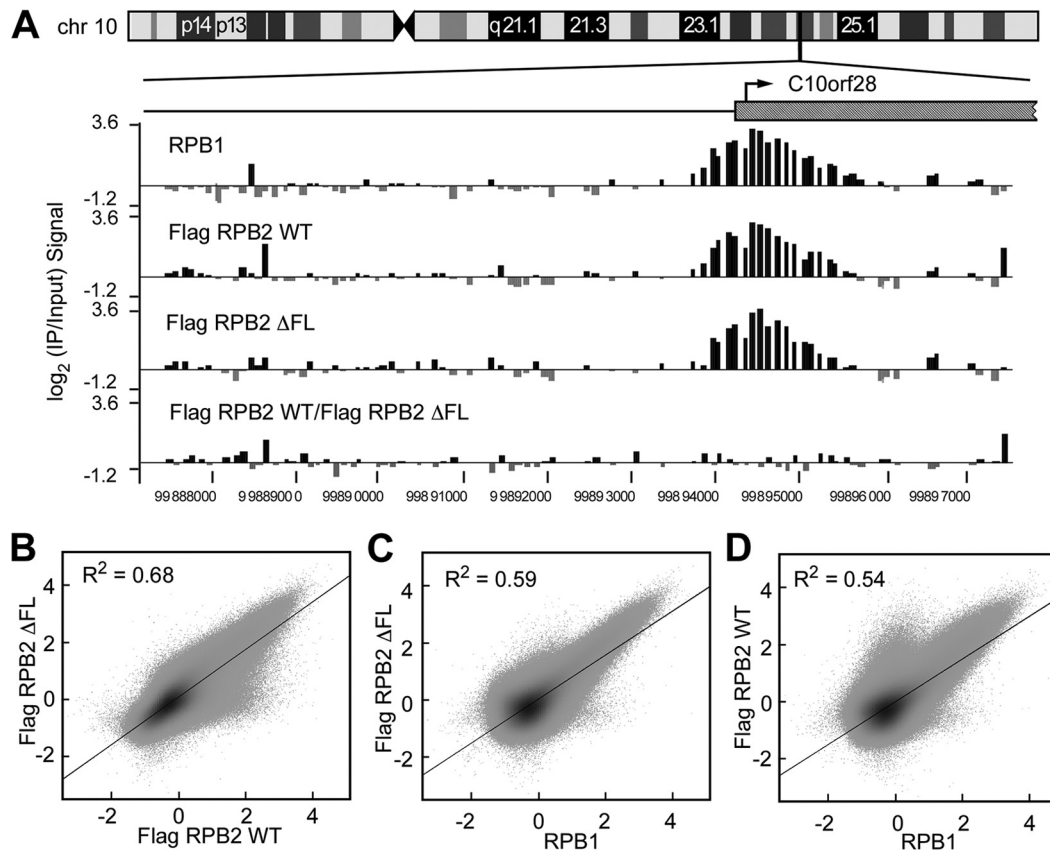 A
chr 10
p14 p13 q21.1 21.3 23.1 25.1
C10orf28
log2 (IP/Input) Signal
3.6
RPB1
-1.2
3.6
Flag RPB2 WT
-1.2
3.6
Flag RPB2 ΔFL
-1.2
3.6
Flag RPB2 WT/Flag RPB2 ΔFL
-1.2
99888000 99889000 99890000 99891000 99892000 99893000 99894000 99895000 99896000 99897000
B
R² = 0.68
Flag RPB2 ΔFL
4
2
0
-2
-2 0 2 4
Flag RPB2 WT
C
R² = 0.59
Flag RPB2 ΔFL
4
2
0
-2
-2 0 2 4
RPB1
D
R² = 0.54
Flag RPB2 WT
4
2
0
-2
-2 0 2 4
RPB1